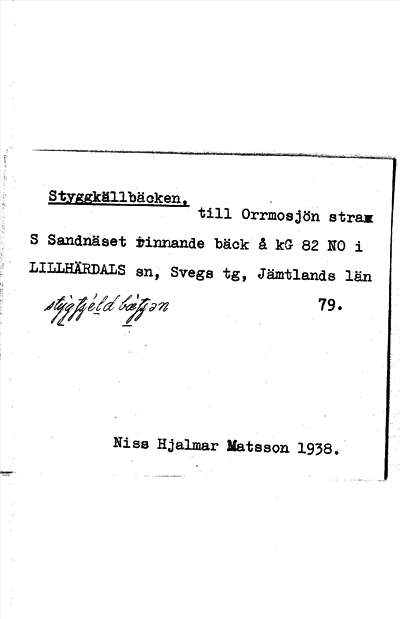 Styggkällbäcken,
till Orrmosjön strax
S Sandnäset rinnande bäck å kG 82 NO i
LILLHÄRDALS sn, Svegs tg, Jämtlands län
79.
Niss Hjalmar Matsson 1938.